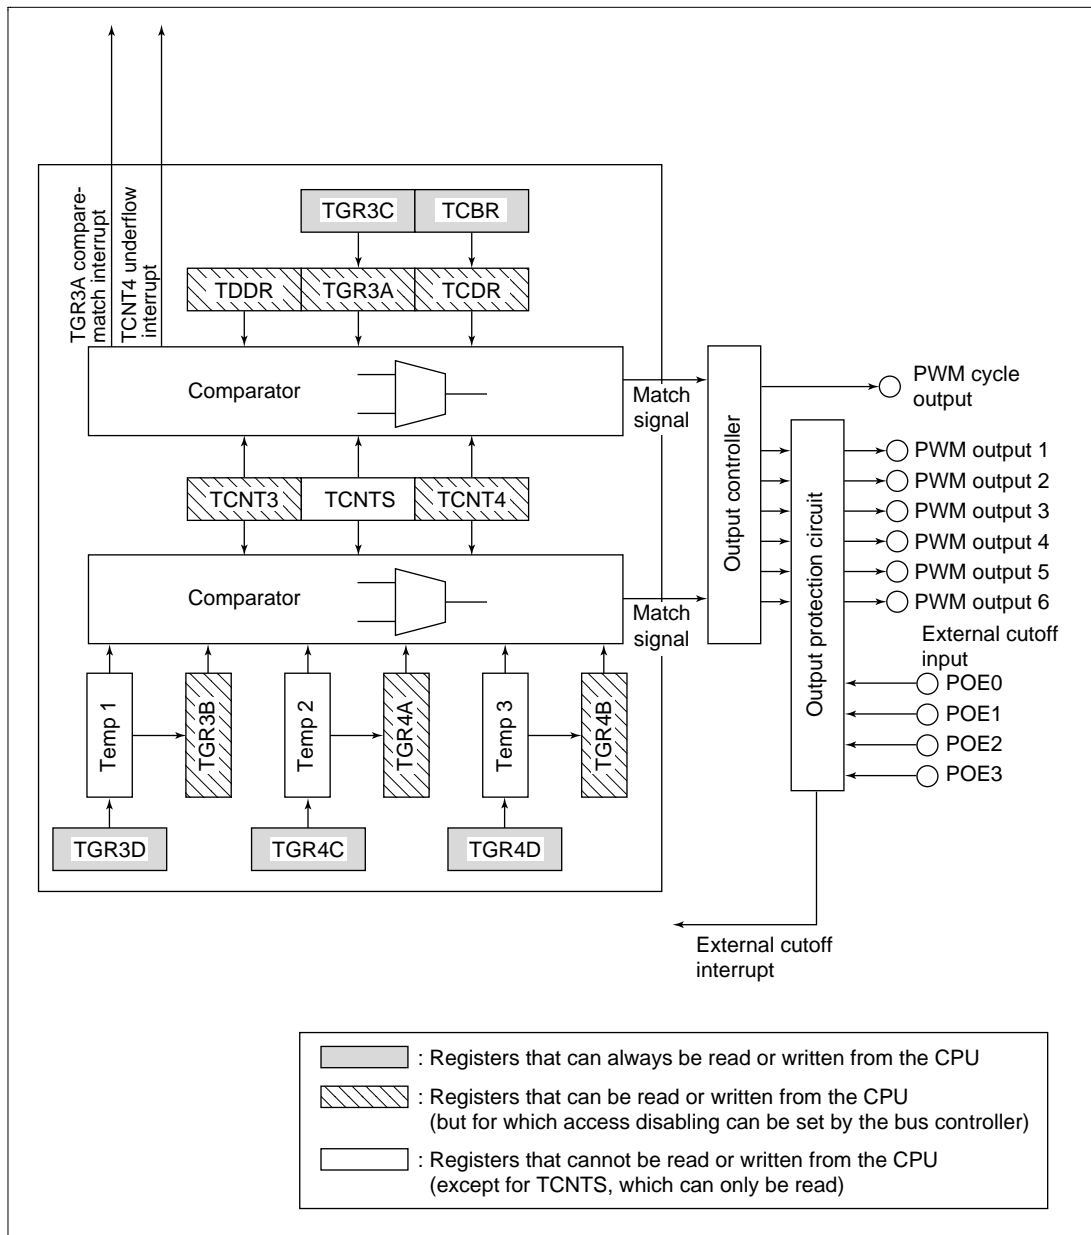 TGR3A compare-
match interrupt
TCNT4 underflow
interrupt
TGR3C
TCBR
TDDR
TGR3A
TCDR
Comparator
Match
signal
TCNT3
TCNTS
TCNT4
Comparator
Match
signal
Temp 1
TGR3B
Temp 2
TGR4A
Temp 3
TGR4B
TGR3D
TGR4C
TGR4D
Output controller
Output protection circuit
PWM cycle
output
PWM output 1
PWM output 2
PWM output 3
PWM output 4
PWM output 5
PWM output 6
External cutoff
input
POE0
POE1
POE2
POE3
External cutoff
interrupt
: Registers that can always be read or written from the CPU
: Registers that can be read or written from the CPU
(but for which access disabling can be set by the bus controller)
: Registers that cannot be read or written from the CPU
(except for TCNTS, which can only be read)